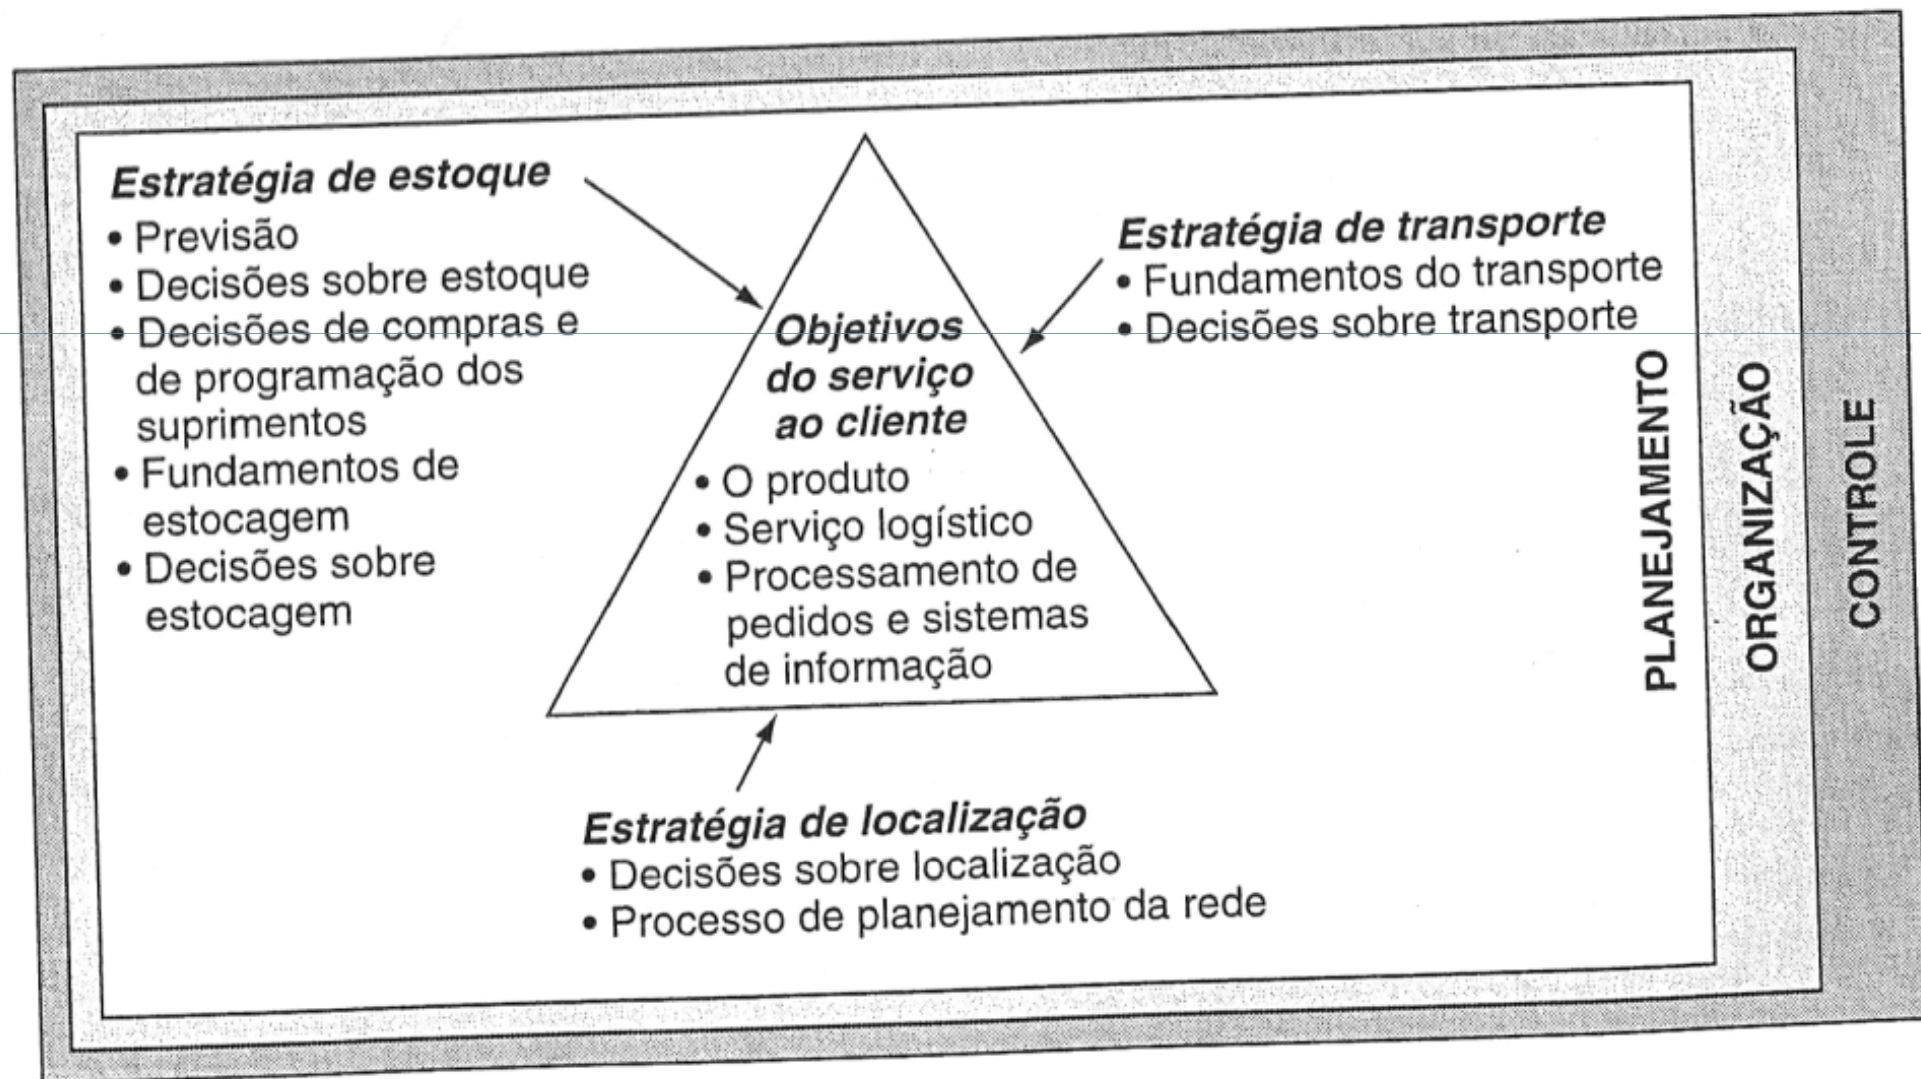 Estratégia de estoque
• Previsão
• Decisões sobre estoque
• Decisões de compras e
de programação dos
suprimentos
• Fundamentos de
estocagem
• Decisões sobre
estocagem
Objetivos
do serviço
ao cliente
• O produto
• Serviço logístico
• Processamento de
pedidos e sistemas
de informação
Estratégia de transporte
• Fundamentos do transporte
• Decisões sobre transporte
Estratégia de localização
• Decisões sobre localização
• Processo de planejamento da rede
PLANEJAMENTO
ORGANIZAÇÃO
CONTROLE